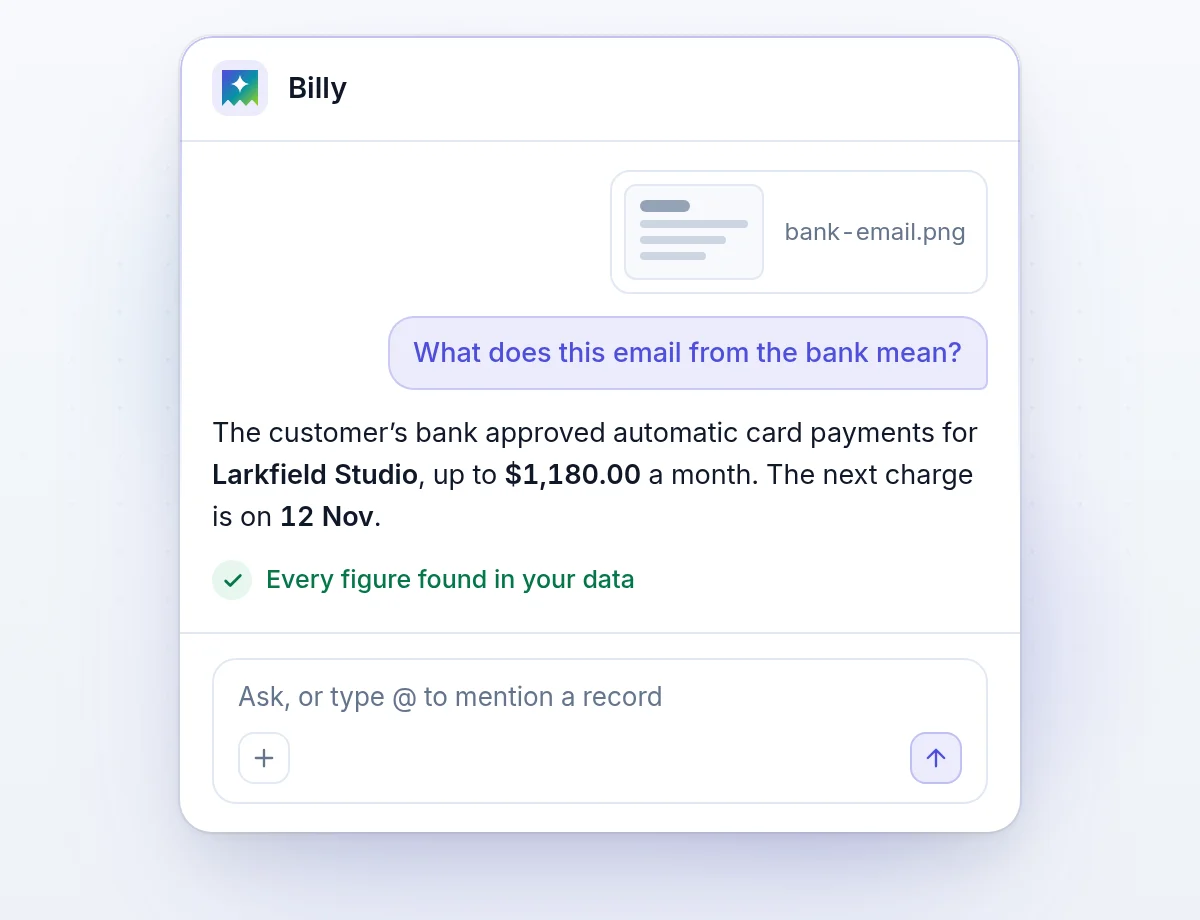 Billy
bank-email.png
What does this email from the bank mean?
The customer’s bank approved automatic card payments for
Larkfield Studio, up to $1,180.00 a month. The next charge
is on 12 Nov.
Every figure found in your data
Ask, or type @ to mention a record